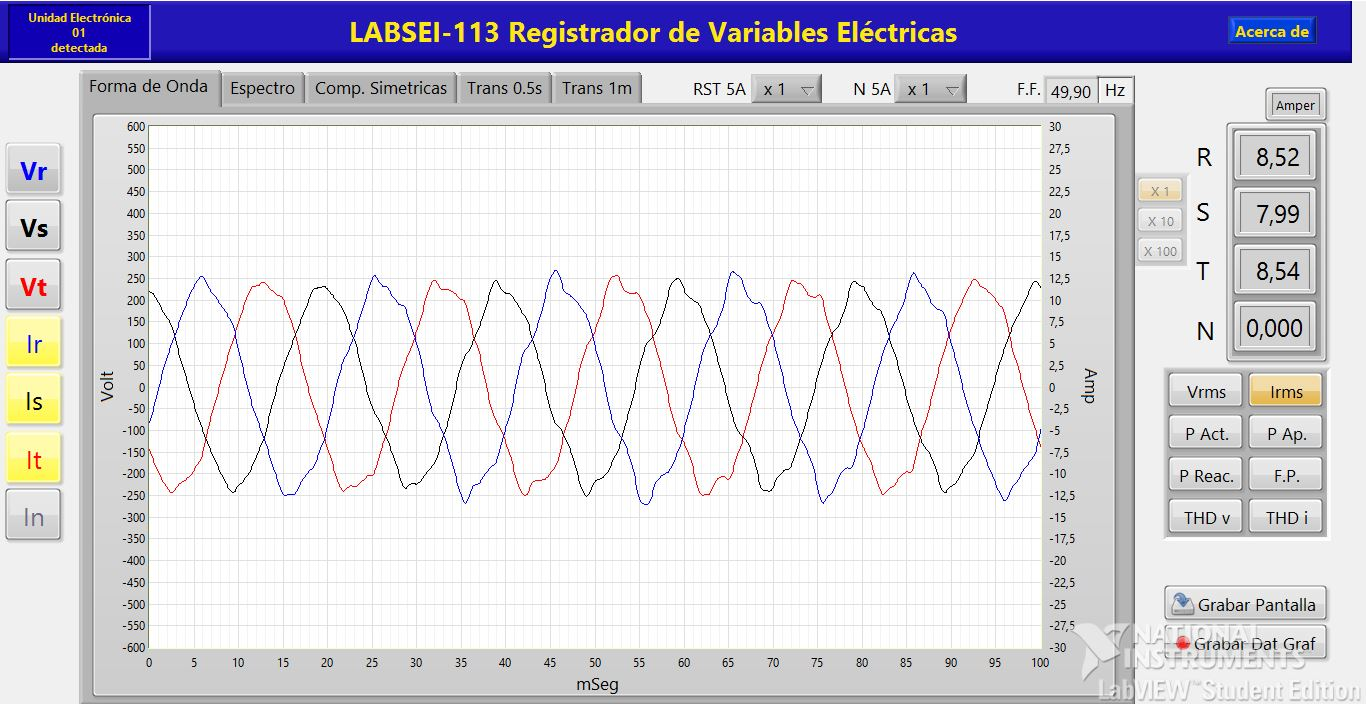 Unidad Electrónica
01
detectada
LABSEI-113 Registrador de Variables Eléctricas
Acerca de
Forma de Onda
Espectro
Comp. Simetricas
Trans 0.5s
Trans 1m
RST 5A
x 1
N 5A
x 1
F.F.
49,90
Hz
Vr
Vs
Vt
Ir
Is
It
In
Volt
600
550
500
450
400
350
300
250
200
150
100
50
0
-50
-100
-150
-200
-250
-300
-350
-400
-450
-500
-550
-600
0
5
10
15
20
25
30
35
40
45
50
55
60
65
70
75
80
85
90
95
100
mSeg
30
27,5
25
22,5
20
17,5
15
12,5
10
7,5
5
2,5
0
-2,5
-5
-7,5
-10
-12,5
-15
-17,5
-20
-22,5
-25
-27,5
-30
Amp
Amper
X 1
X 10
X 100
R
8,52
S
7,99
T
8,54
N
0,000
Vrms
Irms
P Act.
P Ap.
P Reac.
F.P.
THD v
THD i
Grabar Pantalla
Grabar Dat Graf
NATIONAL
INSTRUMENTS
LabVIEW™ Student Edition